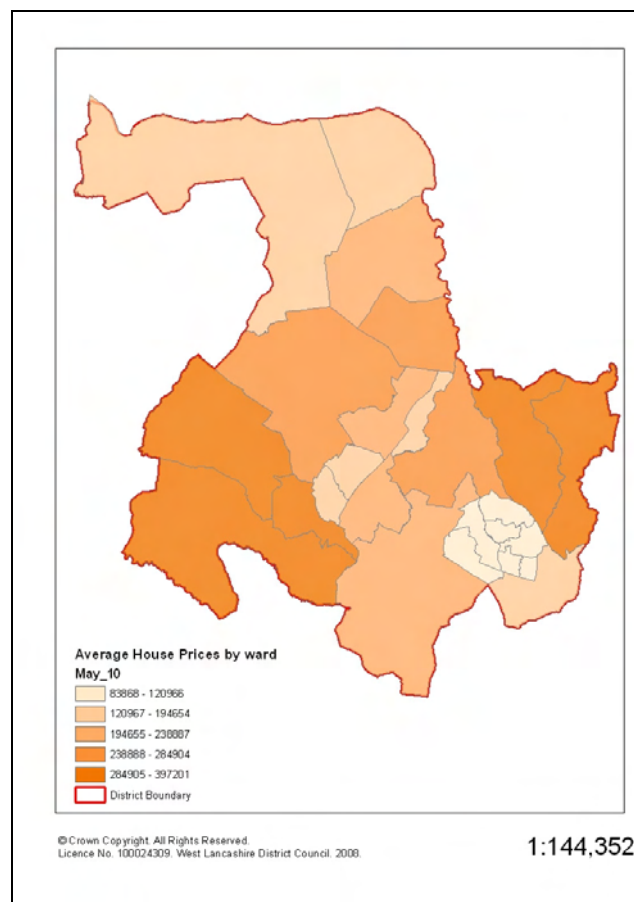 Average House Prices by ward
May_10
83868 - 120966
120967 - 194654
194655 - 238887
238888 - 284904
284905 - 397201
District Boundary
© Crown Copyright. All Rights Reserved.
Licence No. 100024309. West Lancashire District Council. 2008.
1:144,352